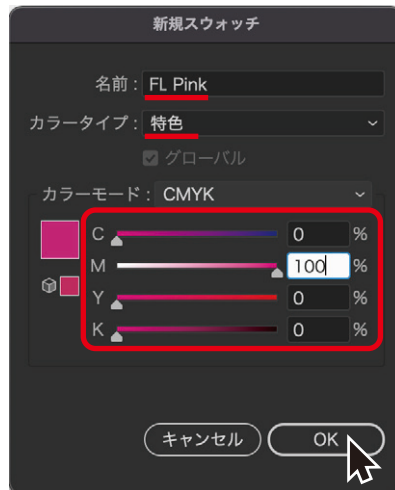 新規スウォッチ
名前 : FL Pink
カラータイプ : 特色
グローバル
カラーモード : CMYK
C 0 %
M 100 %
Y 0 %
K 0 %
キャンセル OK